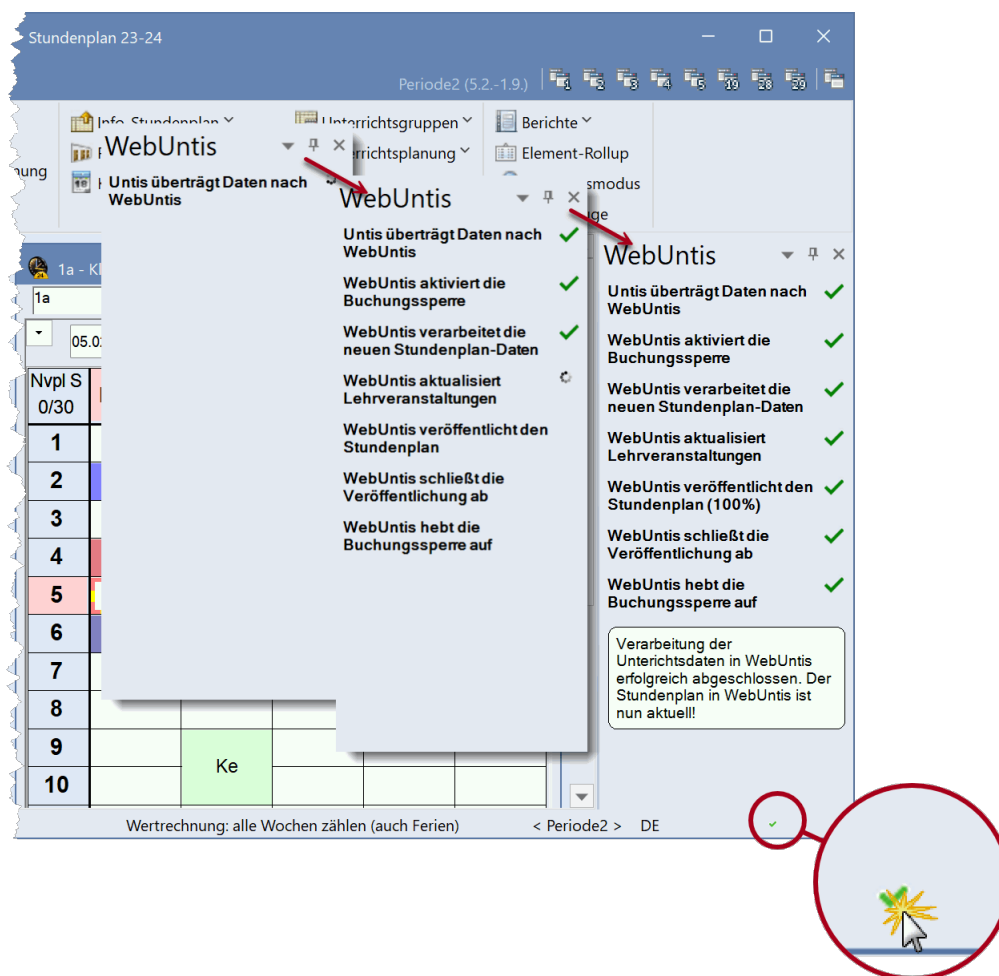 Stundenplan 23-24
Periode2 (5.2.-1.9.)
1 2 3 4 5 19 28 29
Info-Stundenplan
Unterrichtsgruppen
Berichte
Element-Rollup
WebUntis
Untis überträgt Daten nach
WebUntis
WebUntis
Untis überträgt Daten nach
WebUntis
WebUntis aktiviert die
Buchungssperre
WebUntis verarbeitet die
neuen Stundenplan-Daten
WebUntis aktualisiert
Lehrveranstaltungen
WebUntis veröffentlicht den
Stundenplan
WebUntis schließt die
Veröffentlichung ab
WebUntis hebt die
Buchungssperre auf
WebUntis
Untis überträgt Daten nach
WebUntis
WebUntis aktiviert die
Buchungssperre
WebUntis verarbeitet die
neuen Stundenplan-Daten
WebUntis aktualisiert
Lehrveranstaltungen
WebUntis veröffentlicht den
Stundenplan (100%)
WebUntis schließt die
Veröffentlichung ab
WebUntis hebt die
Buchungssperre auf
Verarbeitung der
Unterichtsdaten in WebUntis
erfolgreich abgeschlossen. Der
Stundenplan in WebUntis ist
nun aktuell!
1a -
1a
05.0
Nvpl S
0/30
1
2
3
4
5
6
7
8
9
10
Ke
Wertrechnung: alle Wochen zählen (auch Ferien) < Periode2 > DE